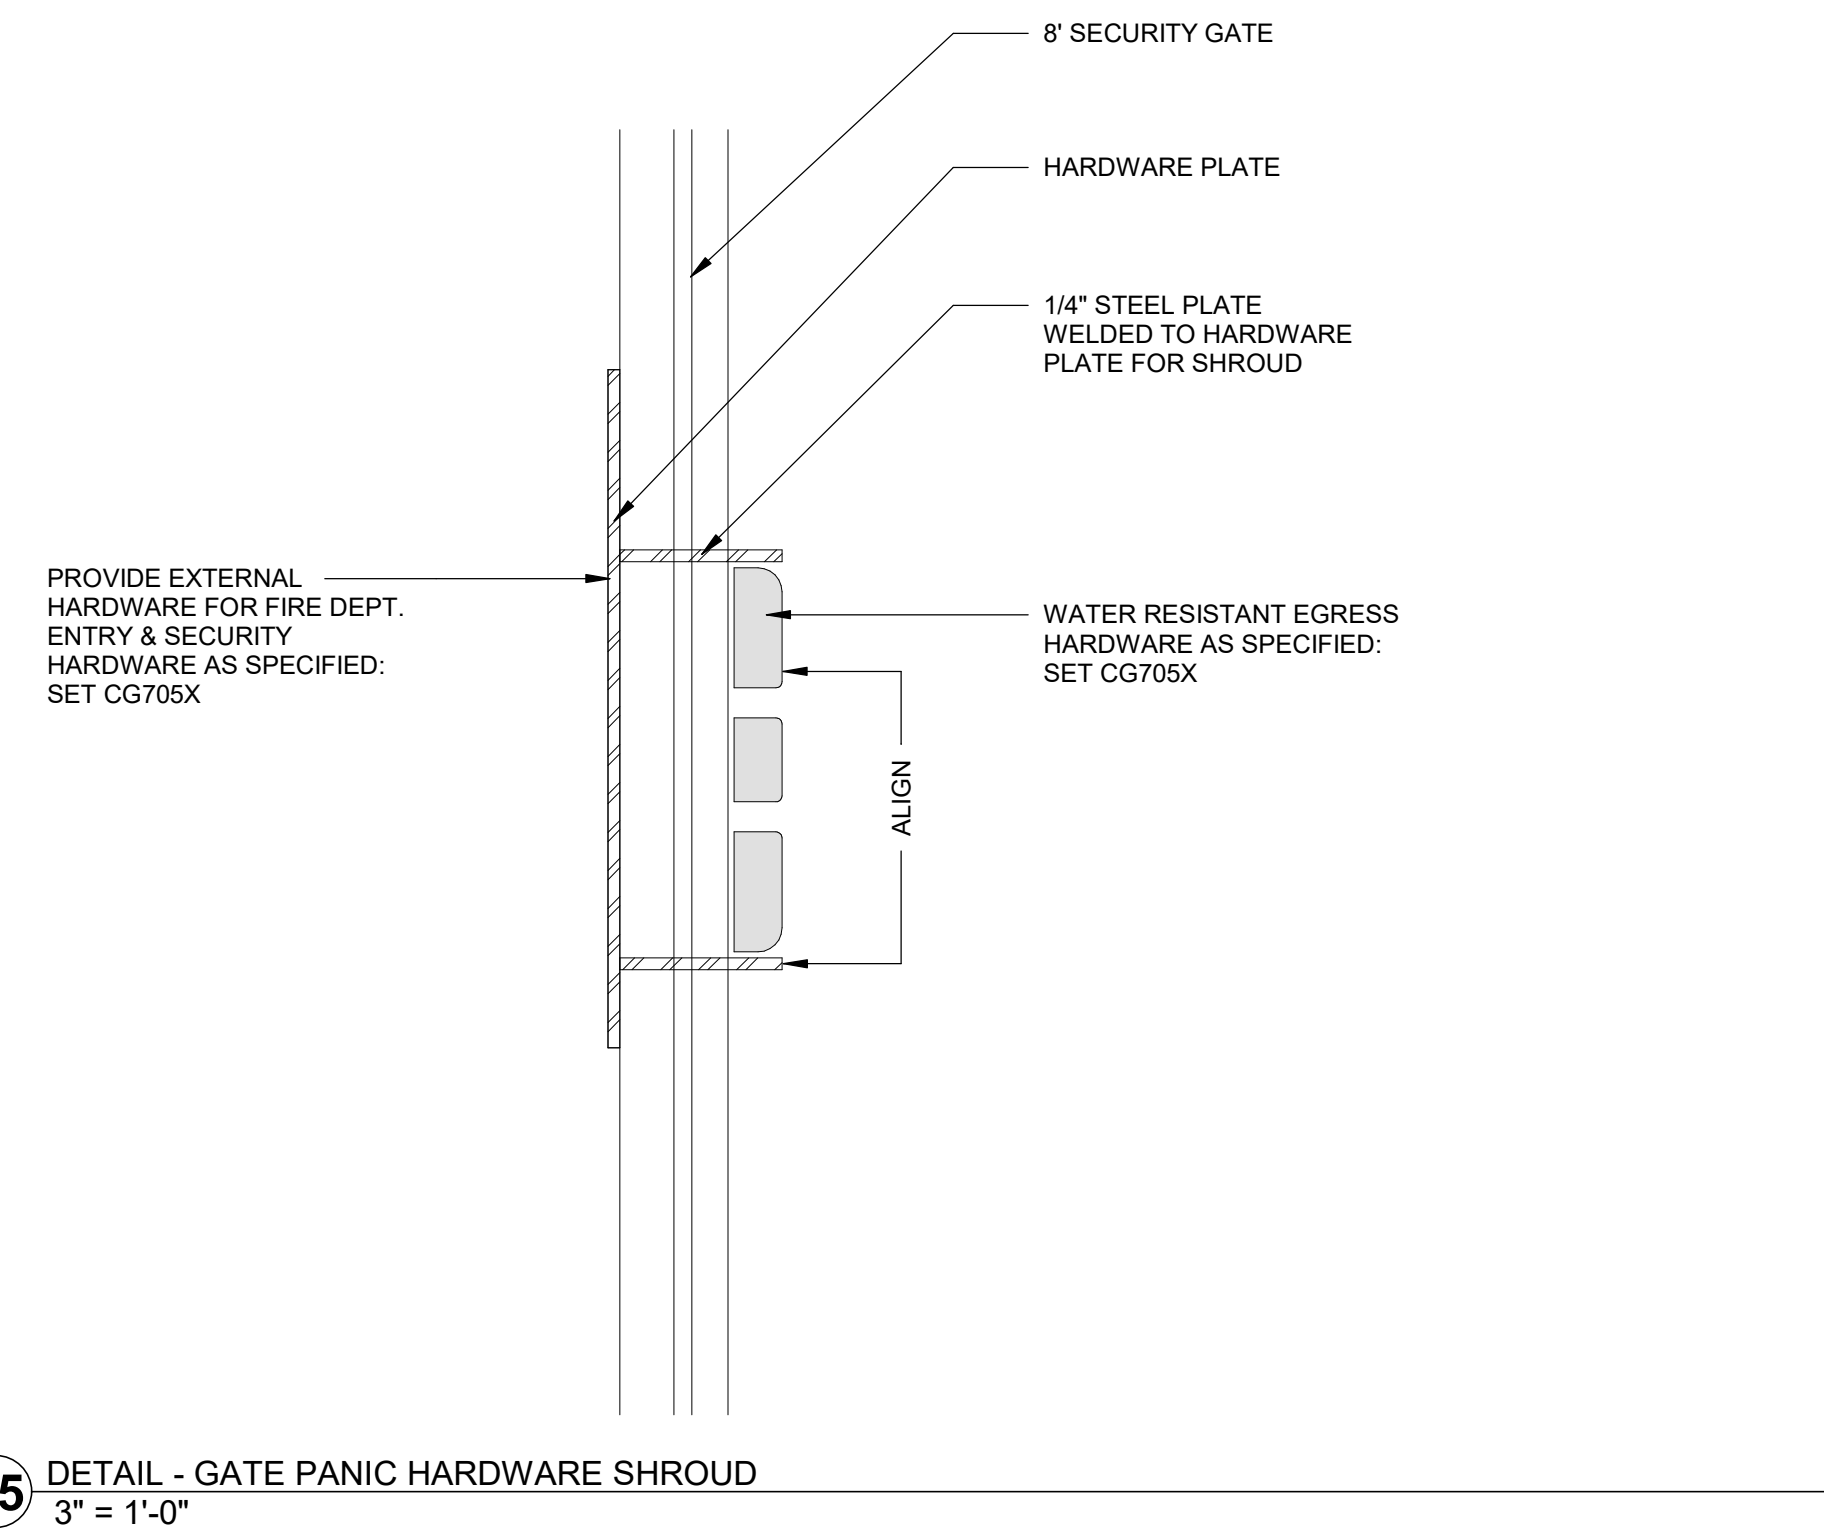 8' SECURITY GATE
HARDWARE PLATE
1/4" STEEL PLATE
WELDED TO HARDWARE
PLATE FOR SHROUD
PROVIDE EXTERNAL
HARDWARE FOR FIRE DEPT.
ENTRY & SECURITY
HARDWARE AS SPECIFIED:
SET CG705X
WATER RESISTANT EGRESS
HARDWARE AS SPECIFIED:
SET CG705X
ALIGN
5
DETAIL - GATE PANIC HARDWARE SHROUD
3" = 1'-0"